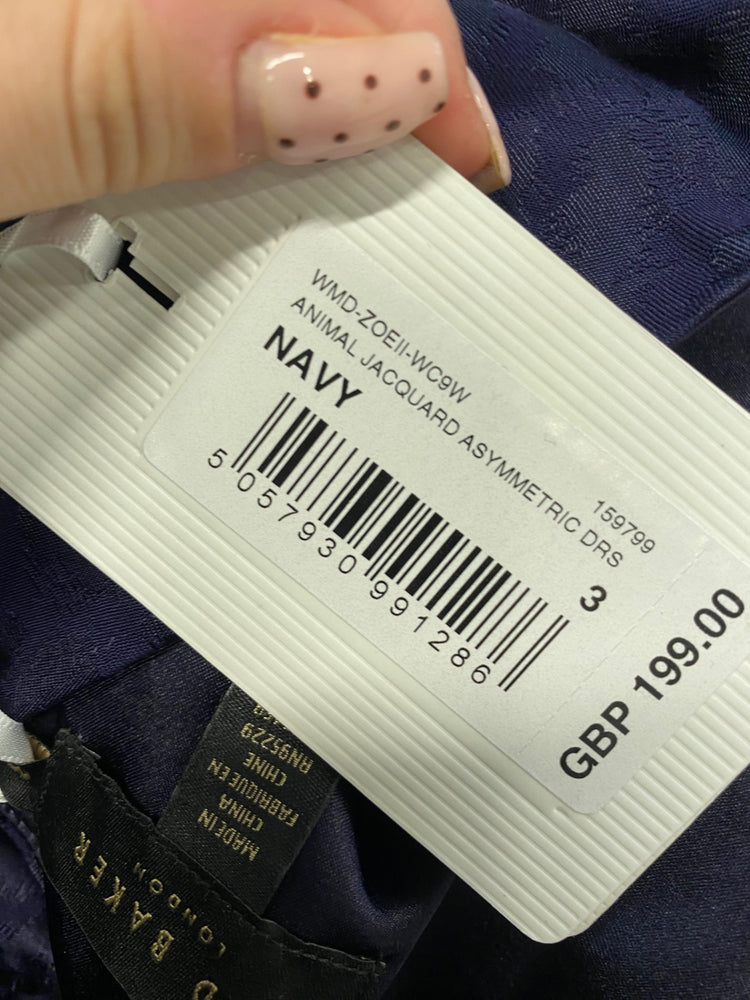 WMD-ZOEII-WC9W
159799
ANIMAL JACQUARD ASYMMETRIC DRS
NAVY
3
5 057930 991286
GBP 199.00
MADE IN
CHINA
FABRIQUE EN
CHINE
RN95229
D BAKER
LONDON